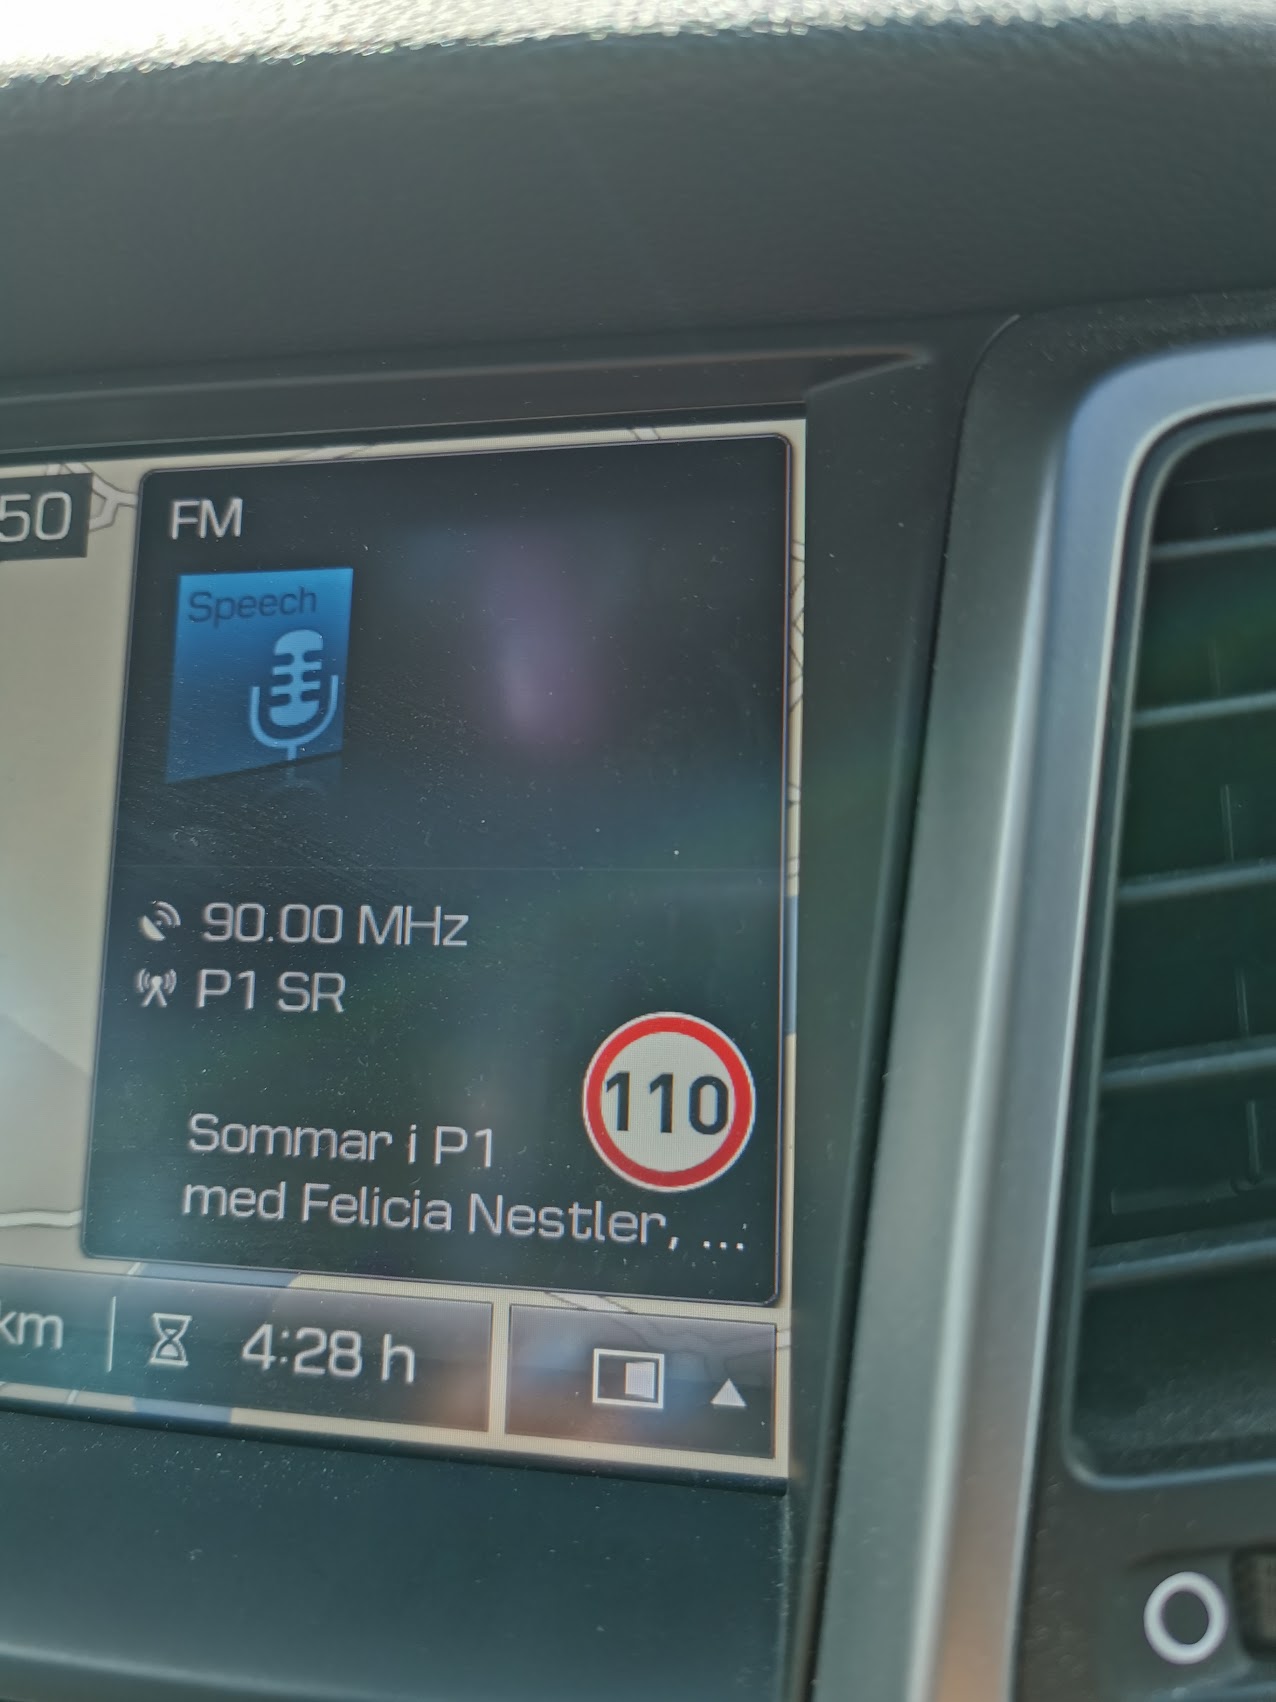 50
FM
Speech
90.00 MHz
P1 SR
110
Sommar i P1
med Felicia Nestler, ...
km
4:28 h